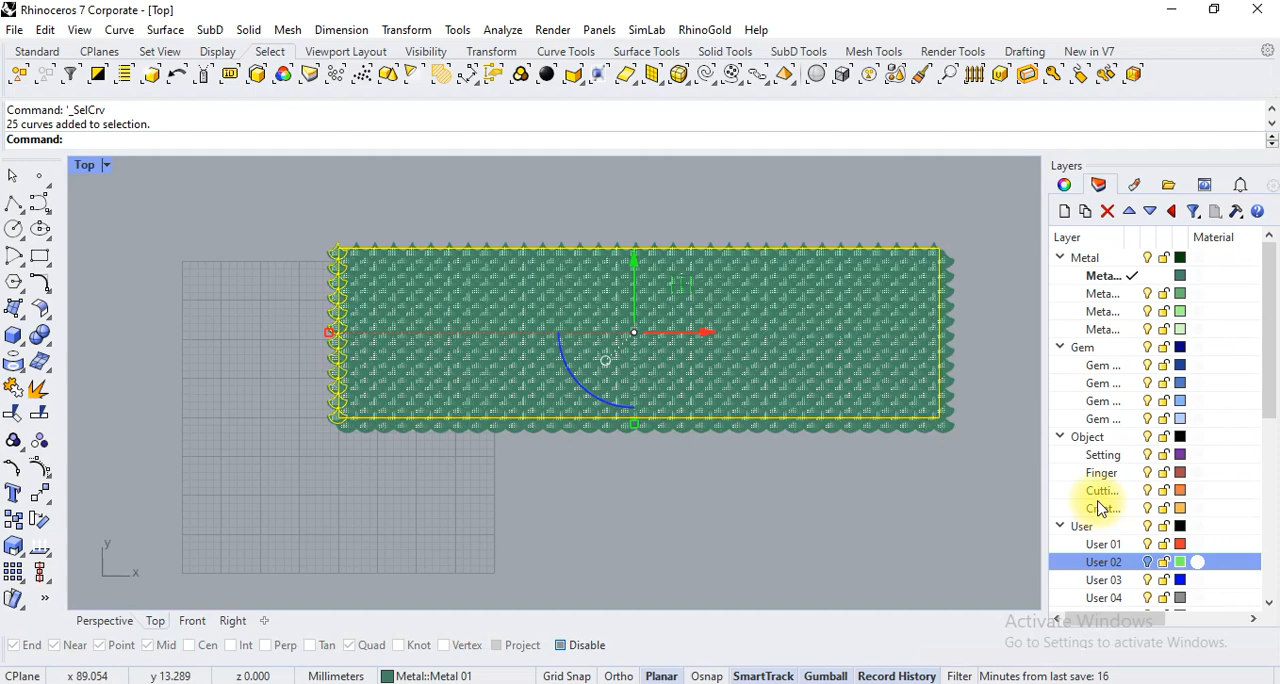 Rhinoceros 7 Corporate - [Top]
File Edit View Curve Surface SubD Solid Mesh Dimension Transform Tools Analyze Render Panels SimLab RhinoGold Help
Standard CPlanes Set View Display Select Viewport Layout Visibility Transform Curve Tools Surface Tools Solid Tools SubD Tools Mesh Tools Render Tools Drafting New in V7
Command: '_SelCrv
25 curves added to selection.
Command:
Top
Layers
Layer Material
Metal
Meta...
Meta...
Meta...
Meta...
Gem
Gem ...
Gem ...
Gem ...
Gem ...
Object
Setting
Finger
Cutti...
User
User 01
User 02
User 03
User 04
y
x
Perspective Top Front Right
Activate Windows
Go to Settings to activate Windows.
End Near Point Mid Cen Int Perp Tan Quad Knot Vertex Project Disable
CPlane x 89.054 y 13.289 z 0.000 Millimeters Metal::Metal 01 Grid Snap Ortho Planar Osnap SmartTrack Gumball Record History Filter Minutes from last save: 16